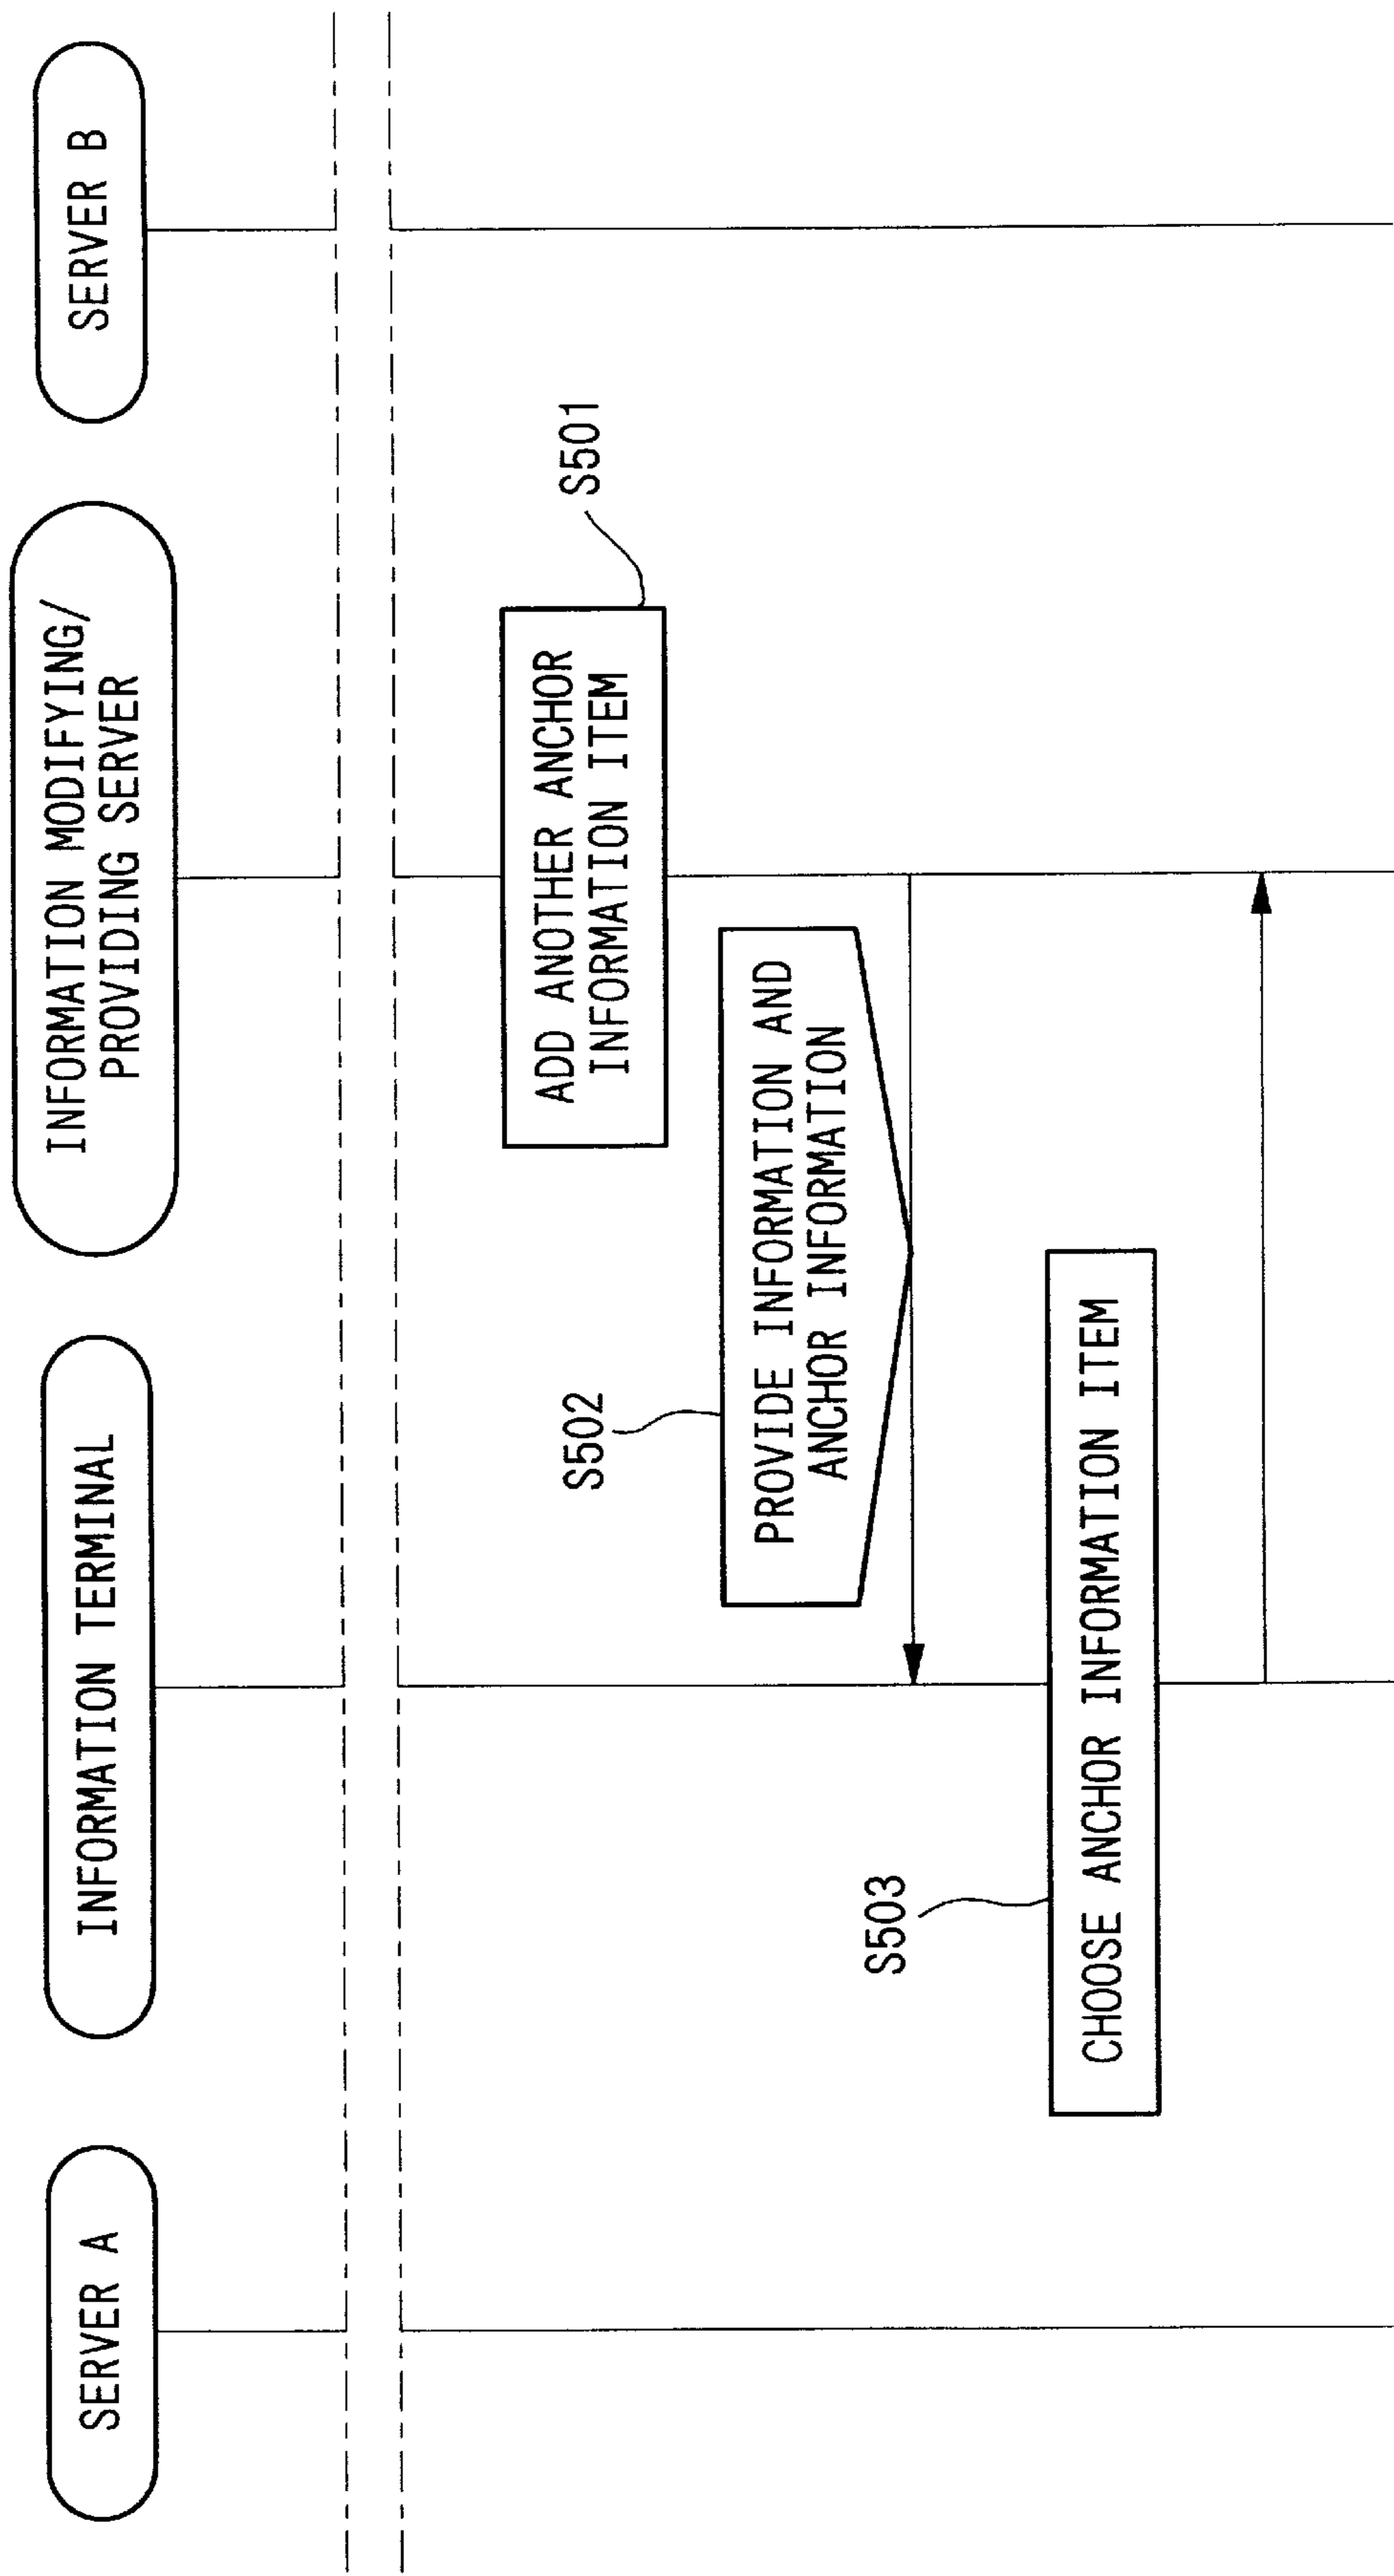 SERVER A
INFORMATION TERMINAL
INFORMATION MODIFYING/
PROVIDING SERVER
SERVER B
S501
ADD ANOTHER ANCHOR
INFORMATION ITEM
S502
PROVIDE INFORMATION AND
ANCHOR INFORMATION
S503
CHOOSE ANCHOR INFORMATION ITEM